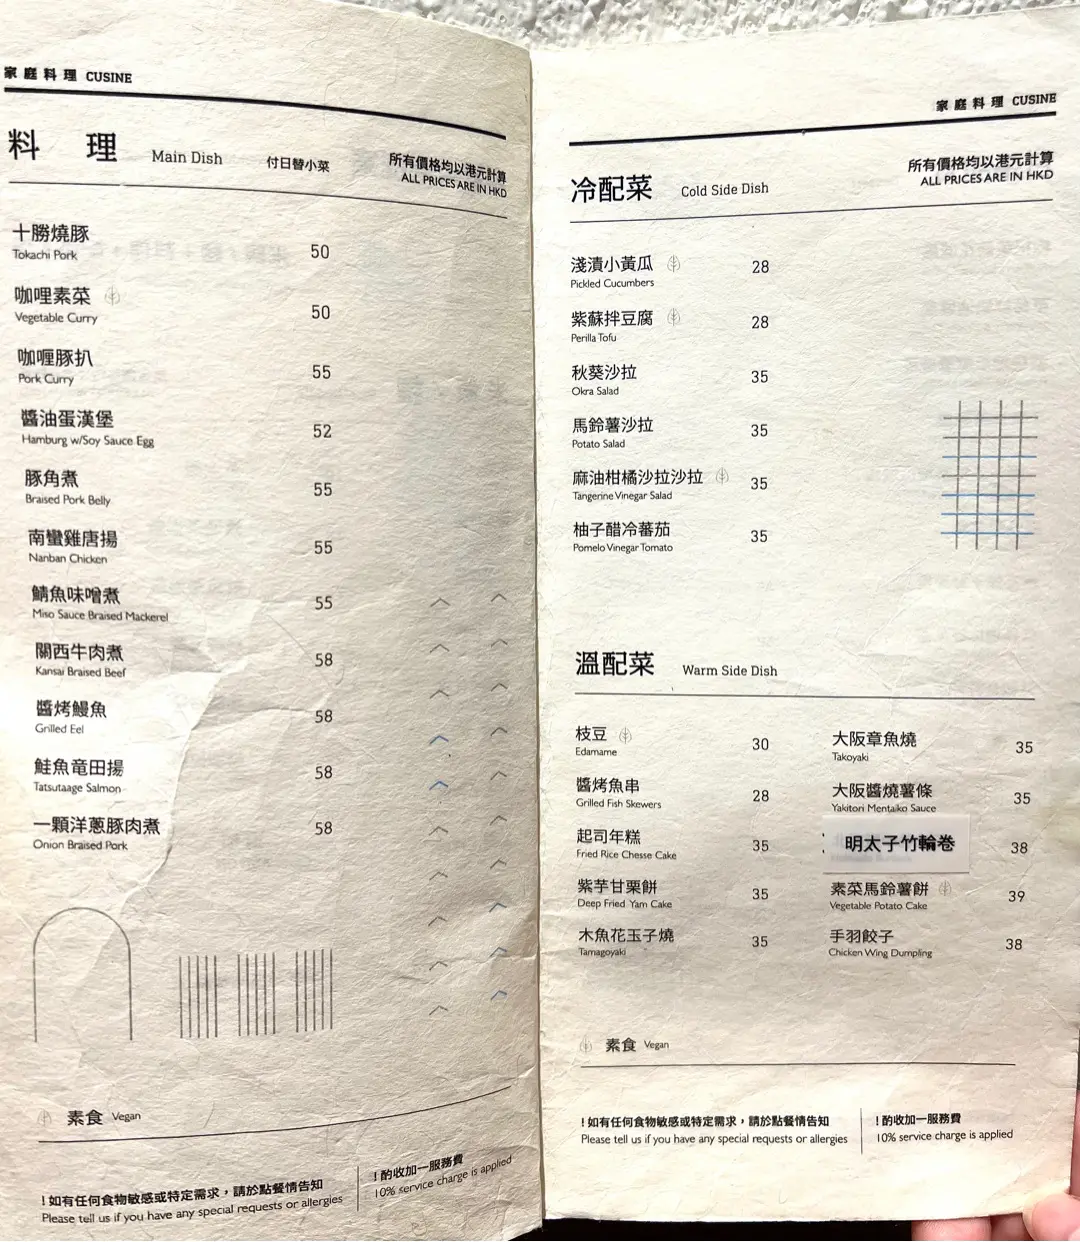 家庭料理 CUSINE
料 理 Main Dish 付日替小菜 所有價格均以港元計算
ALL PRICES ARE IN HKD
十勝燒豚 50
Tokachi Pork
咖哩素菜 50
Vegetable Curry
咖喱豚扒 55
Pork Curry
醬油蛋漢堡 52
Hamburg w/Soy Sauce Egg
豚角煮 55
Braised Pork Belly
南蠻雞唐揚 55
Nanban Chicken
鯖魚味噌煮 55
Miso Sauce Braised Mackerel
關西牛肉煮 58
Kansai Braised Beef
醬烤鰻魚 58
Grilled Eel
鮭魚竜田揚 58
Tatsutaage Salmon
一顆洋蔥豚肉煮 58
Onion Braised Pork
素食 Vegan
!如有任何食物敏感或特定需求，請於點餐情告知
Please tell us if you have any special requests or allergies
!酌收加一服務費
10% service charge is applied
家庭料理 CUSINE
冷配菜 Cold Side Dish 所有價格均以港元計算
ALL PRICES ARE IN HKD
淺漬小黃瓜 28
Pickled Cucumbers
紫蘇拌豆腐 28
Perilla Tofu
秋葵沙拉 35
Okra Salad
馬鈴薯沙拉 35
Potato Salad
麻油柑橘沙拉沙拉 35
Tangerine Vinegar Salad
柚子醋冷蕃茄 35
Pomelo Vinegar Tomato
溫配菜 Warm Side Dish
枝豆 30
Edamame
醬烤魚串 28
Grilled Fish Skewers
起司年糕 35
Fried Rice Chesse Cake
紫芋甘栗餅 35
Deep Fried Yam Cake
木魚花玉子燒 35
Tamagoyaki
大阪章魚燒 35
Takoyaki
大阪醬燒薯條 35
Yakitori Mentaiko Sauce
明太子竹輪巻 38
素菜馬鈴薯餅 39
Vegetable Potato Cake
手羽餃子 38
Chicken Wing Dumpling
素食 Vegan
!如有任何食物敏感或特定需求，請於點餐情告知
Please tell us if you have any special requests or allergies
!酌收加一服務費
10% service charge is applied